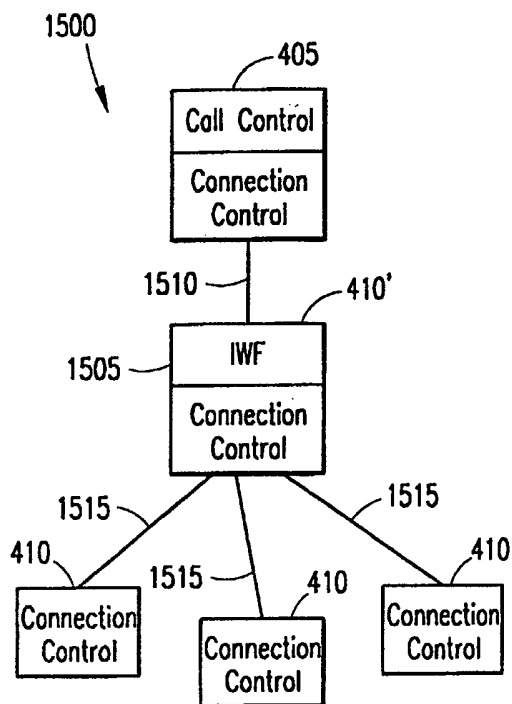 1500
405
Call Control
Connection
Control
1510
410'
1505
IWF
Connection
Control
1515
1515
410
1515
410
410
Connection
Control
Connection
Control
Connection
Control